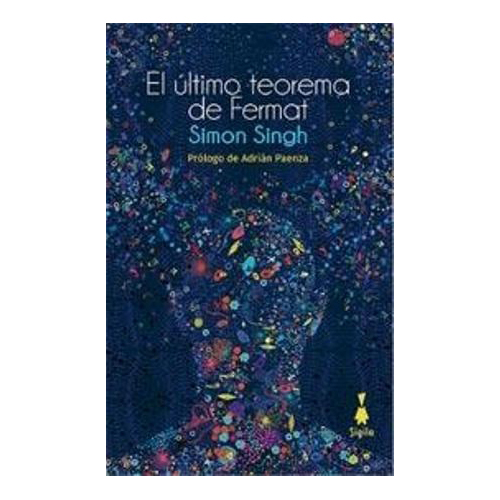 El último teorema
de Fermat
Simon Singh
Prólogo de Adrián Paenza
Sigilo